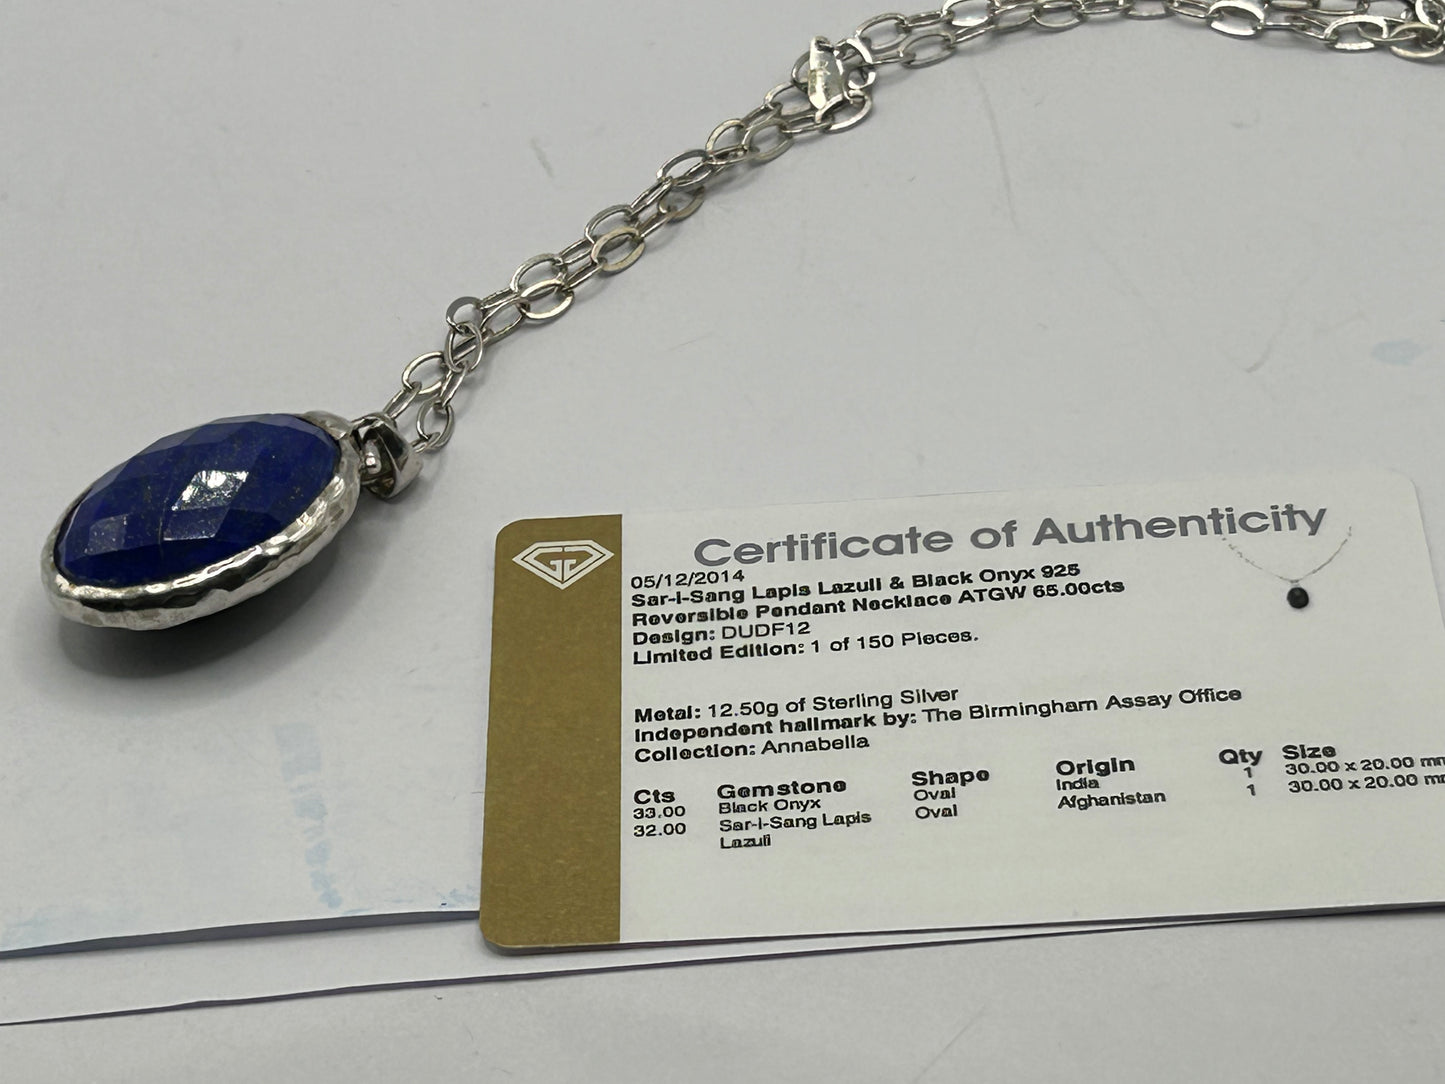 Certificate of Authenticity
05/12/2014
Sar-i-Sang Lapis Lazuli & Black Onyx 925
Reversible Pendant Necklace ATGW 65.00cts
Design: DUDF12
Limited Edition: 1 of 150 Pieces.
Metal: 12.50g of Sterling Silver
Independent hallmark by: The Birmingham Assay Office
Collection: Annabella
Cts Gemstone Shape Origin Qty Size
33.00 Black Onyx Oval India 1 30.00 x 20.00 mm
32.00 Sar-i-Sang Lapis Oval Afghanistan 1 30.00 x 20.00
Lazuli